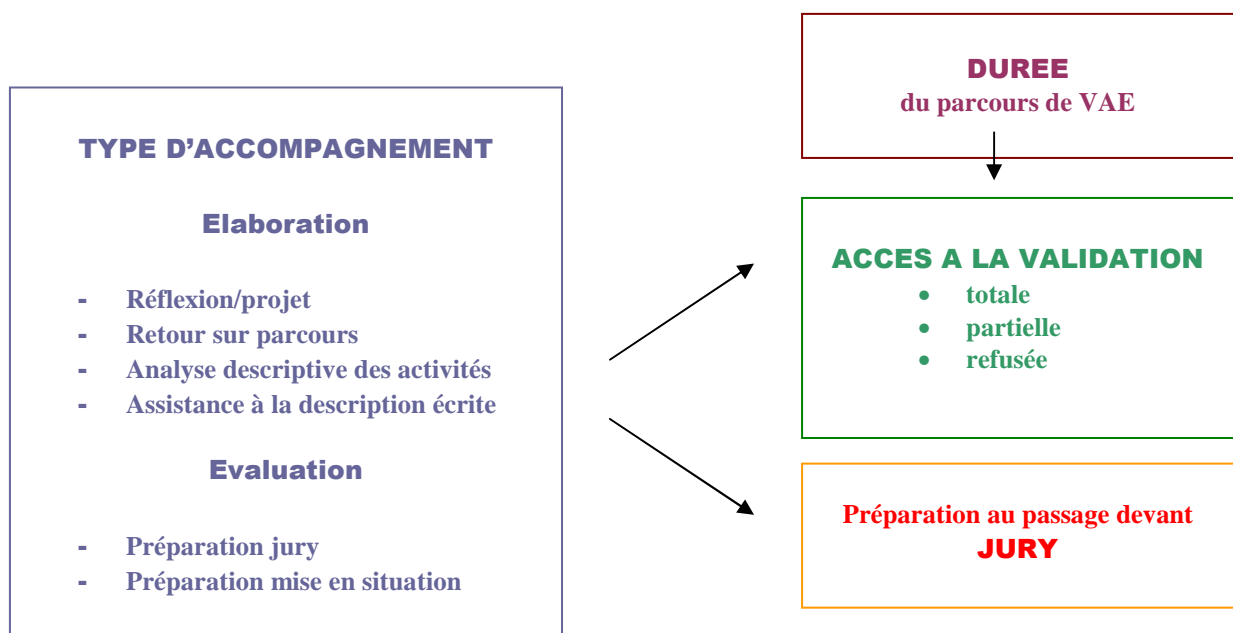 TYPE D’ACCOMPAGNEMENT
Elaboration
- Réflexion/projet
- Retour sur parcours
- Analyse descriptive des activités
- Assistance à la description écrite
Evaluation
- Préparation jury
- Préparation mise en situation
DUREE
du parcours de VAE
ACCES A LA VALIDATION
• totale
• partielle
• refusée
Préparation au passage devant
JURY